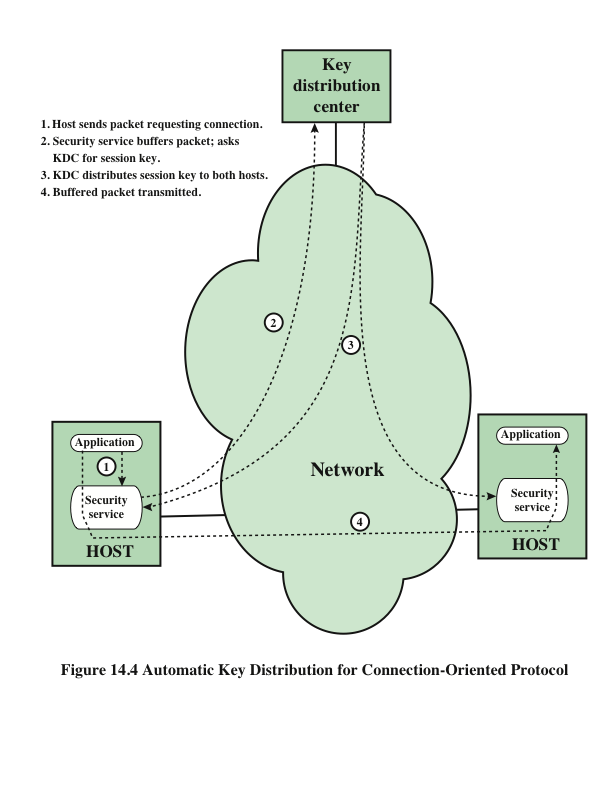 Key
distribution
center
1. Host sends packet requesting connection.
2. Security service buffers packet; asks
KDC for session key.
3. KDC distributes session key to both hosts.
4. Buffered packet transmitted.
2
3
Application
1
Security
service
HOST
Network
4
Application
Security
service
HOST
Figure 14.4 Automatic Key Distribution for Connection-Oriented Protocol